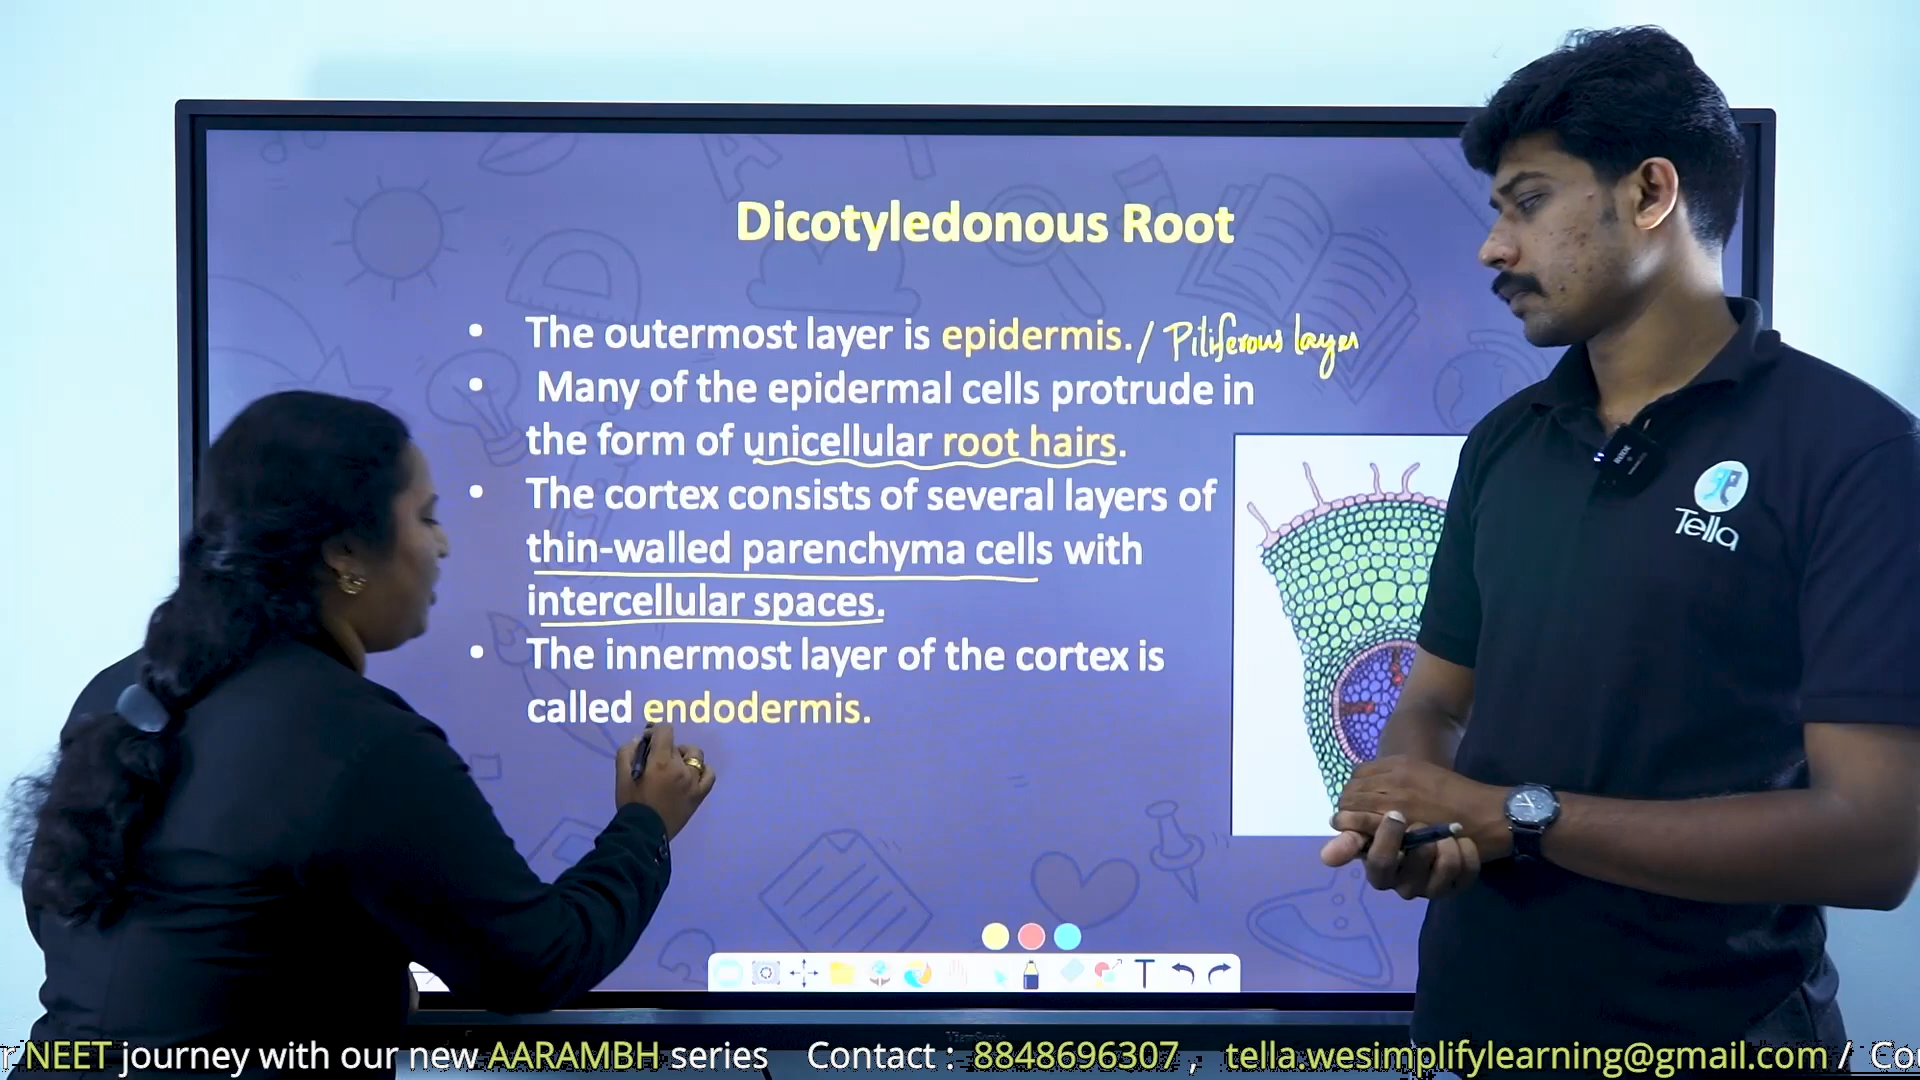 Dicotyledonous Root
• The outermost layer is epidermis. / Piliferous layer
• Many of the epidermal cells protrude in
the form of unicellular root hairs.
• The cortex consists of several layers of
thin-walled parenchyma cells with
intercellular spaces.
• The innermost layer of the cortex is
called endodermis.
Tella
T
r NEET journey with our new AARAMBH series Contact : 8848696307 , tella.wesimplifylearning@gmail.com / Co